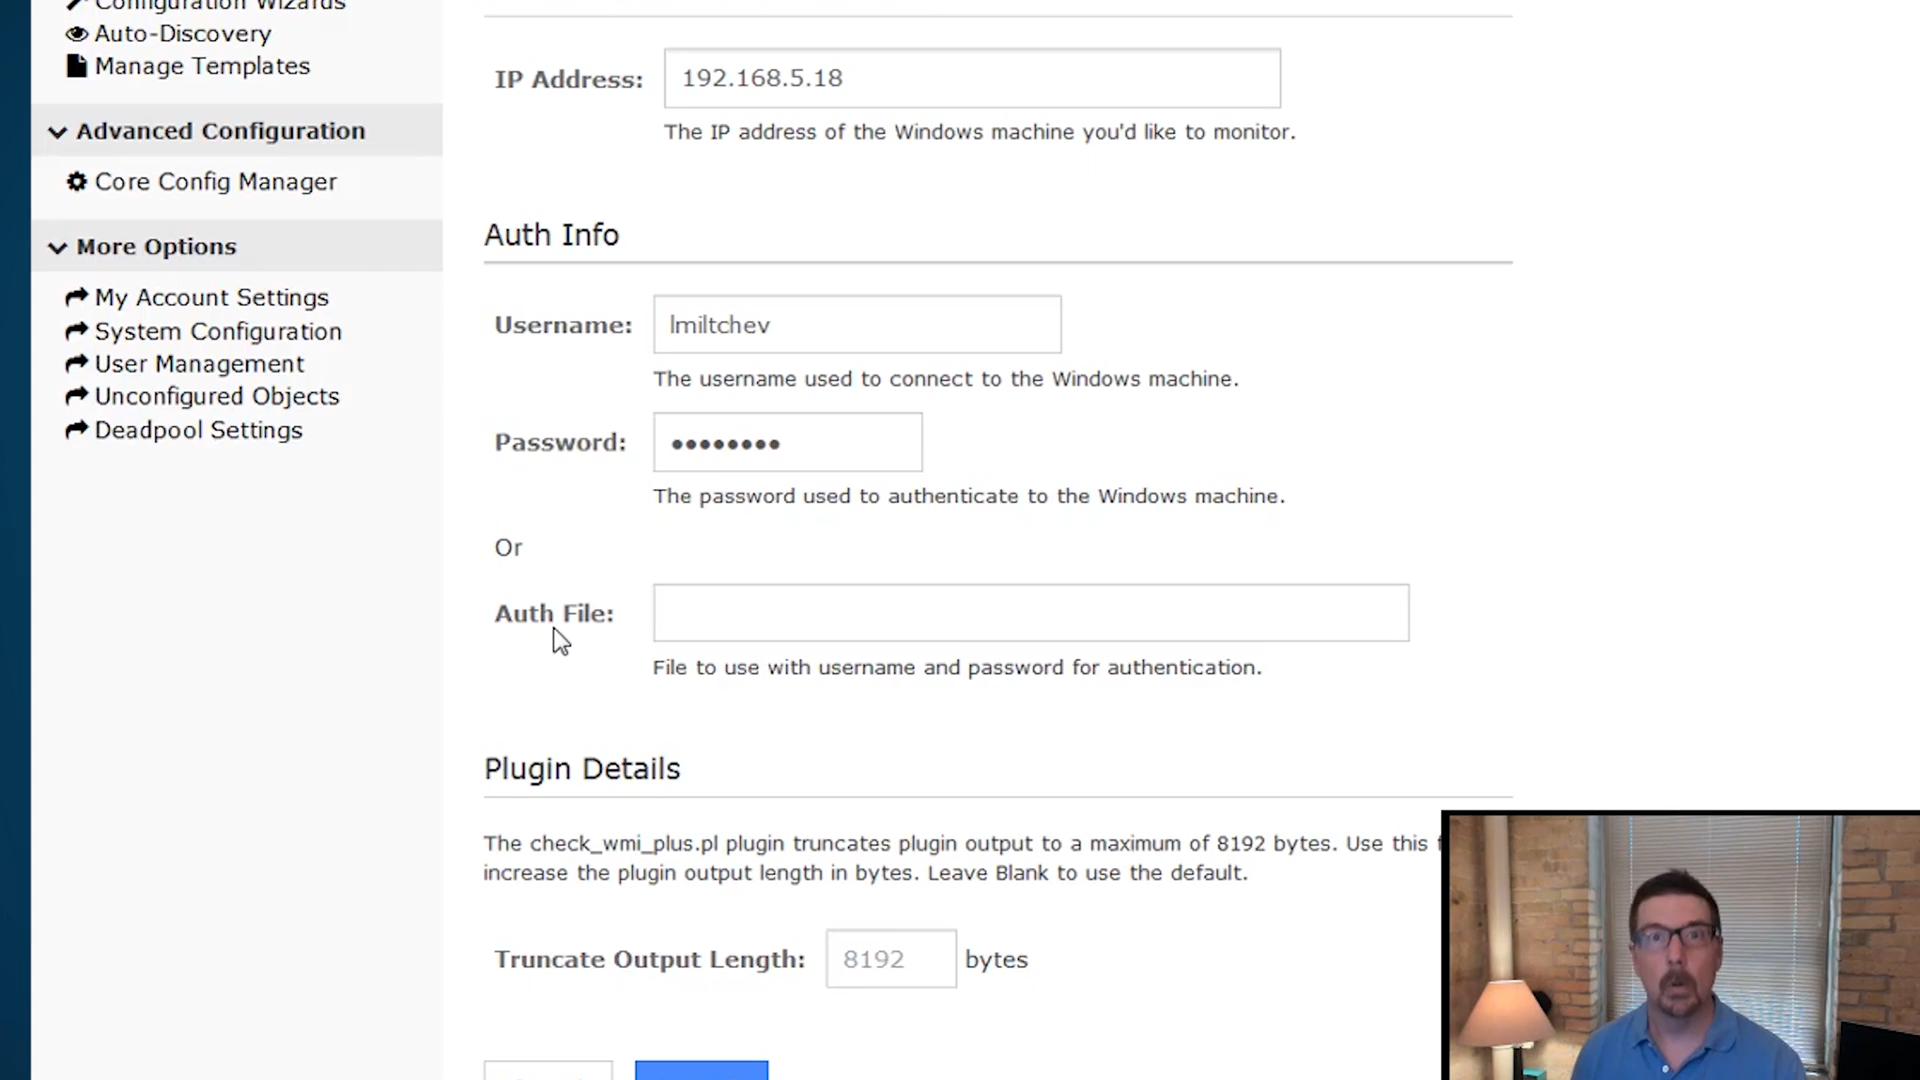 Configuration Wizards
Auto-Discovery
Manage Templates
Advanced Configuration
Core Config Manager
More Options
My Account Settings
System Configuration
User Management
Unconfigured Objects
Deadpool Settings
IP Address:
192.168.5.18
The IP address of the Windows machine you'd like to monitor.
Auth Info
Username:
lmiltchev
The username used to connect to the Windows machine.
Password:
••••••••
The password used to authenticate to the Windows machine.
Or
Auth File:
File to use with username and password for authentication.
Plugin Details
The check_wmi_plus.pl plugin truncates plugin output to a maximum of 8192 bytes. Use this
increase the plugin output length in bytes. Leave Blank to use the default.
Truncate Output Length:
8192
bytes